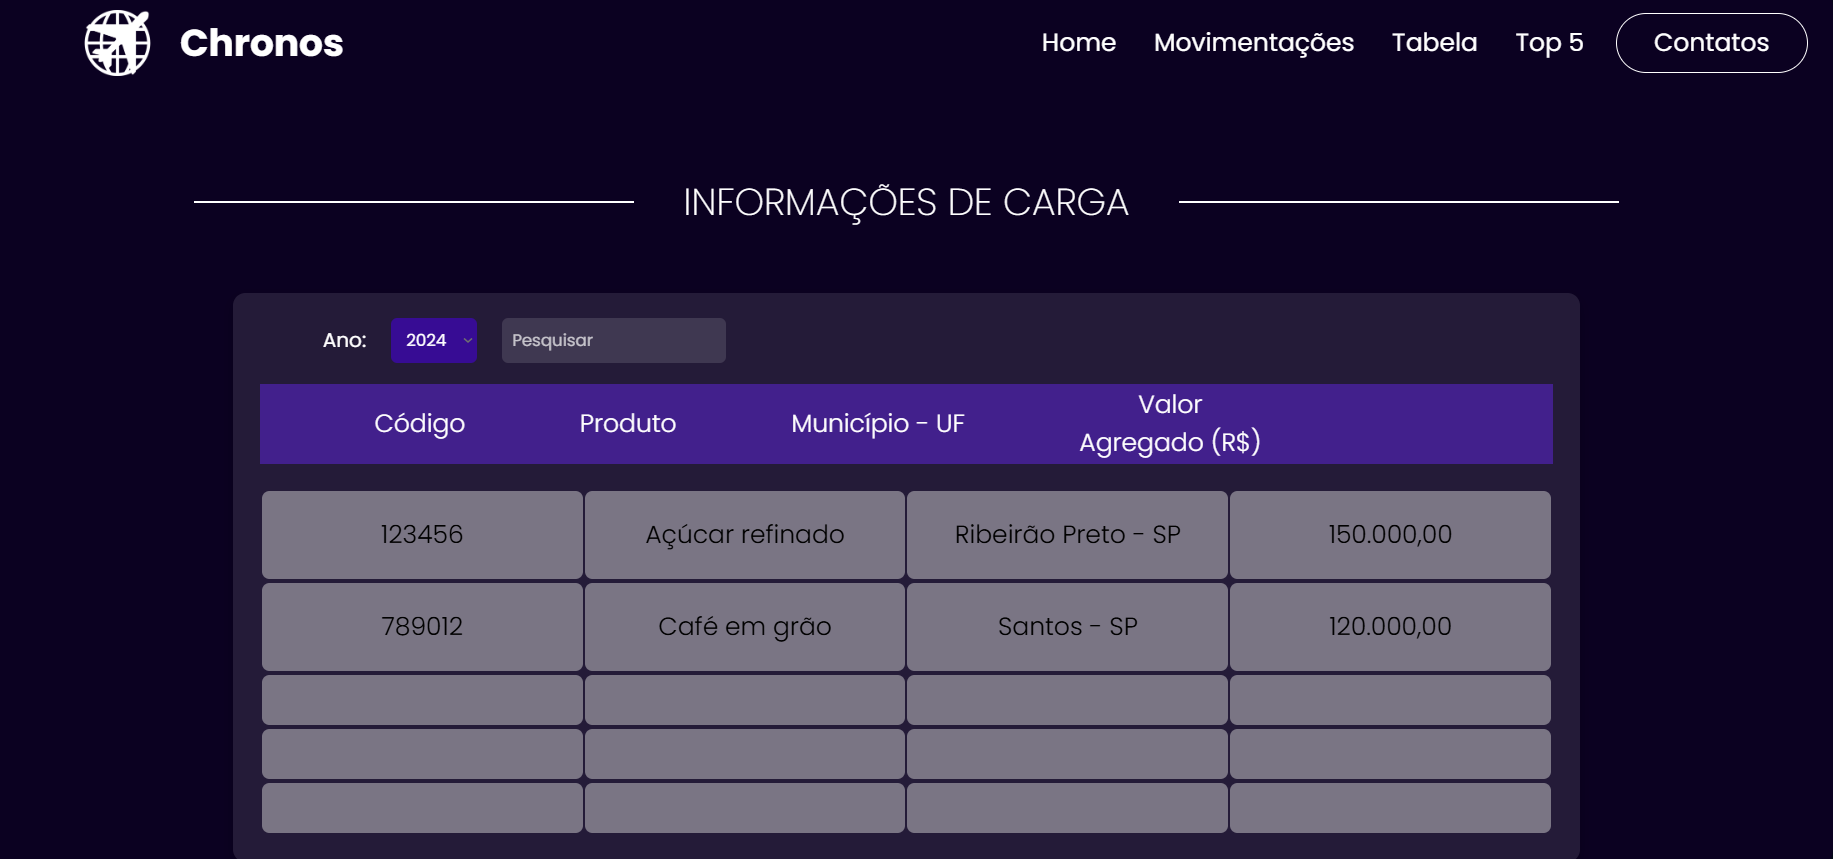 Chronos
Home Movimentações Tabela Top 5 Contatos
INFORMAÇÕES DE CARGA
Ano: 2024 Pesquisar
Código Produto Município - UF Valor
Agregado (R$)
123456 Açúcar refinado Ribeirão Preto - SP 150.000,00
789012 Café em grão Santos - SP 120.000,00